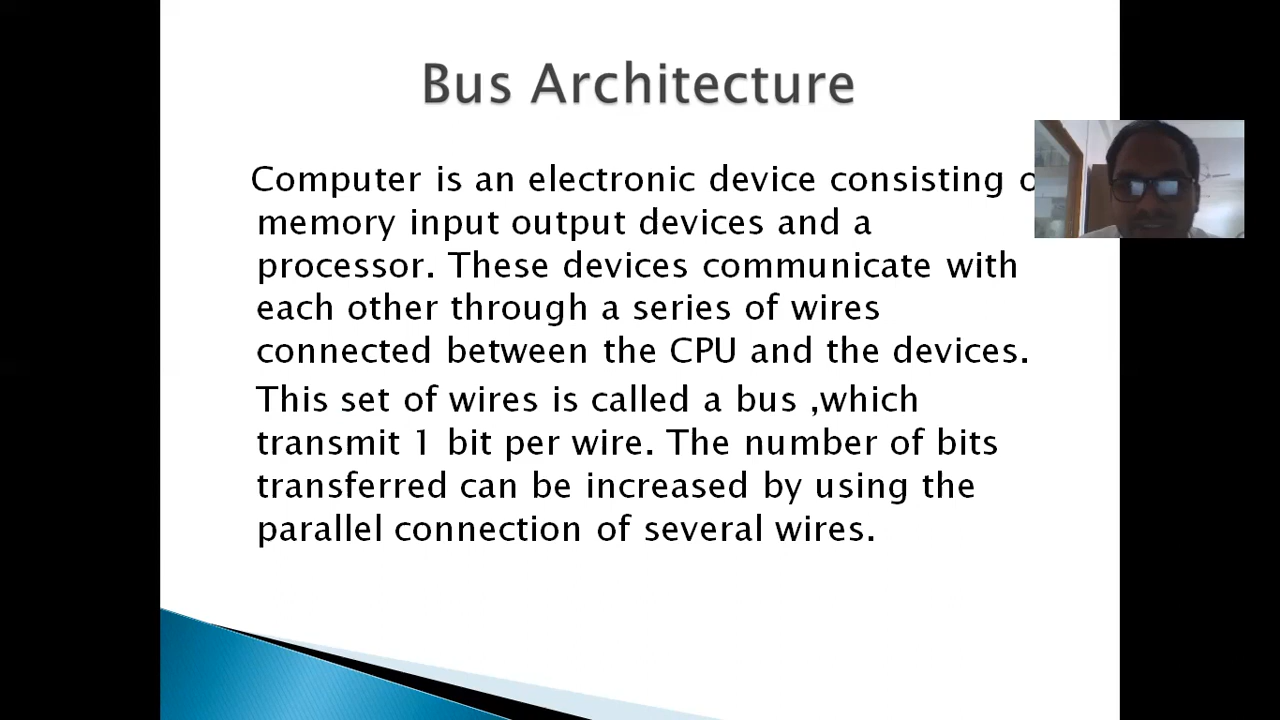 Bus Architecture
Computer is an electronic device consisting
memory input output devices and a
processor. These devices communicate with
each other through a series of wires
connected between the CPU and the devices.
This set of wires is called a bus ,which
transmit 1 bit per wire. The number of bits
transferred can be increased by using the
parallel connection of several wires.